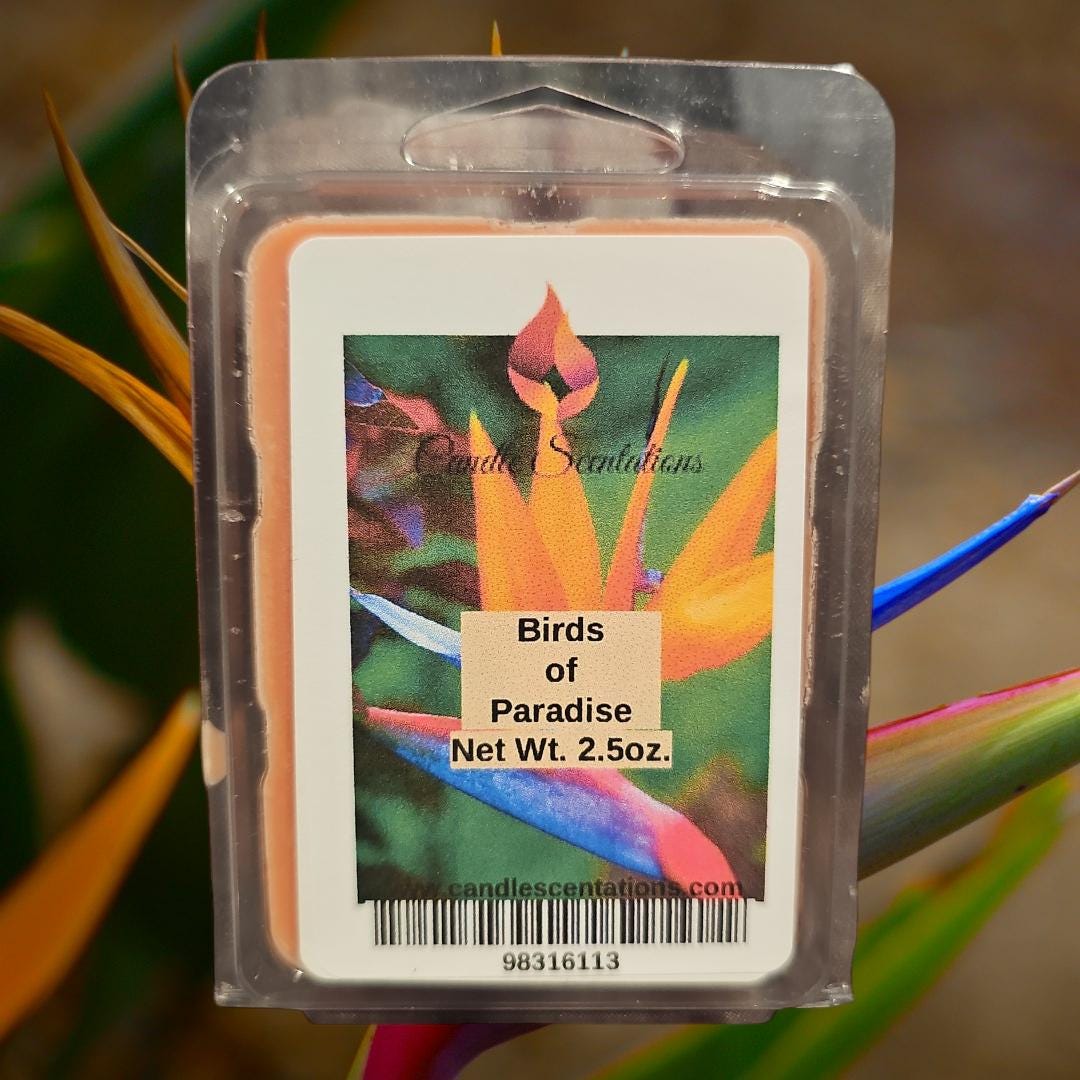 Candle Scentations
Birds
of
Paradise
Net Wt. 2.5oz.
www.candlescentations.com
98316113